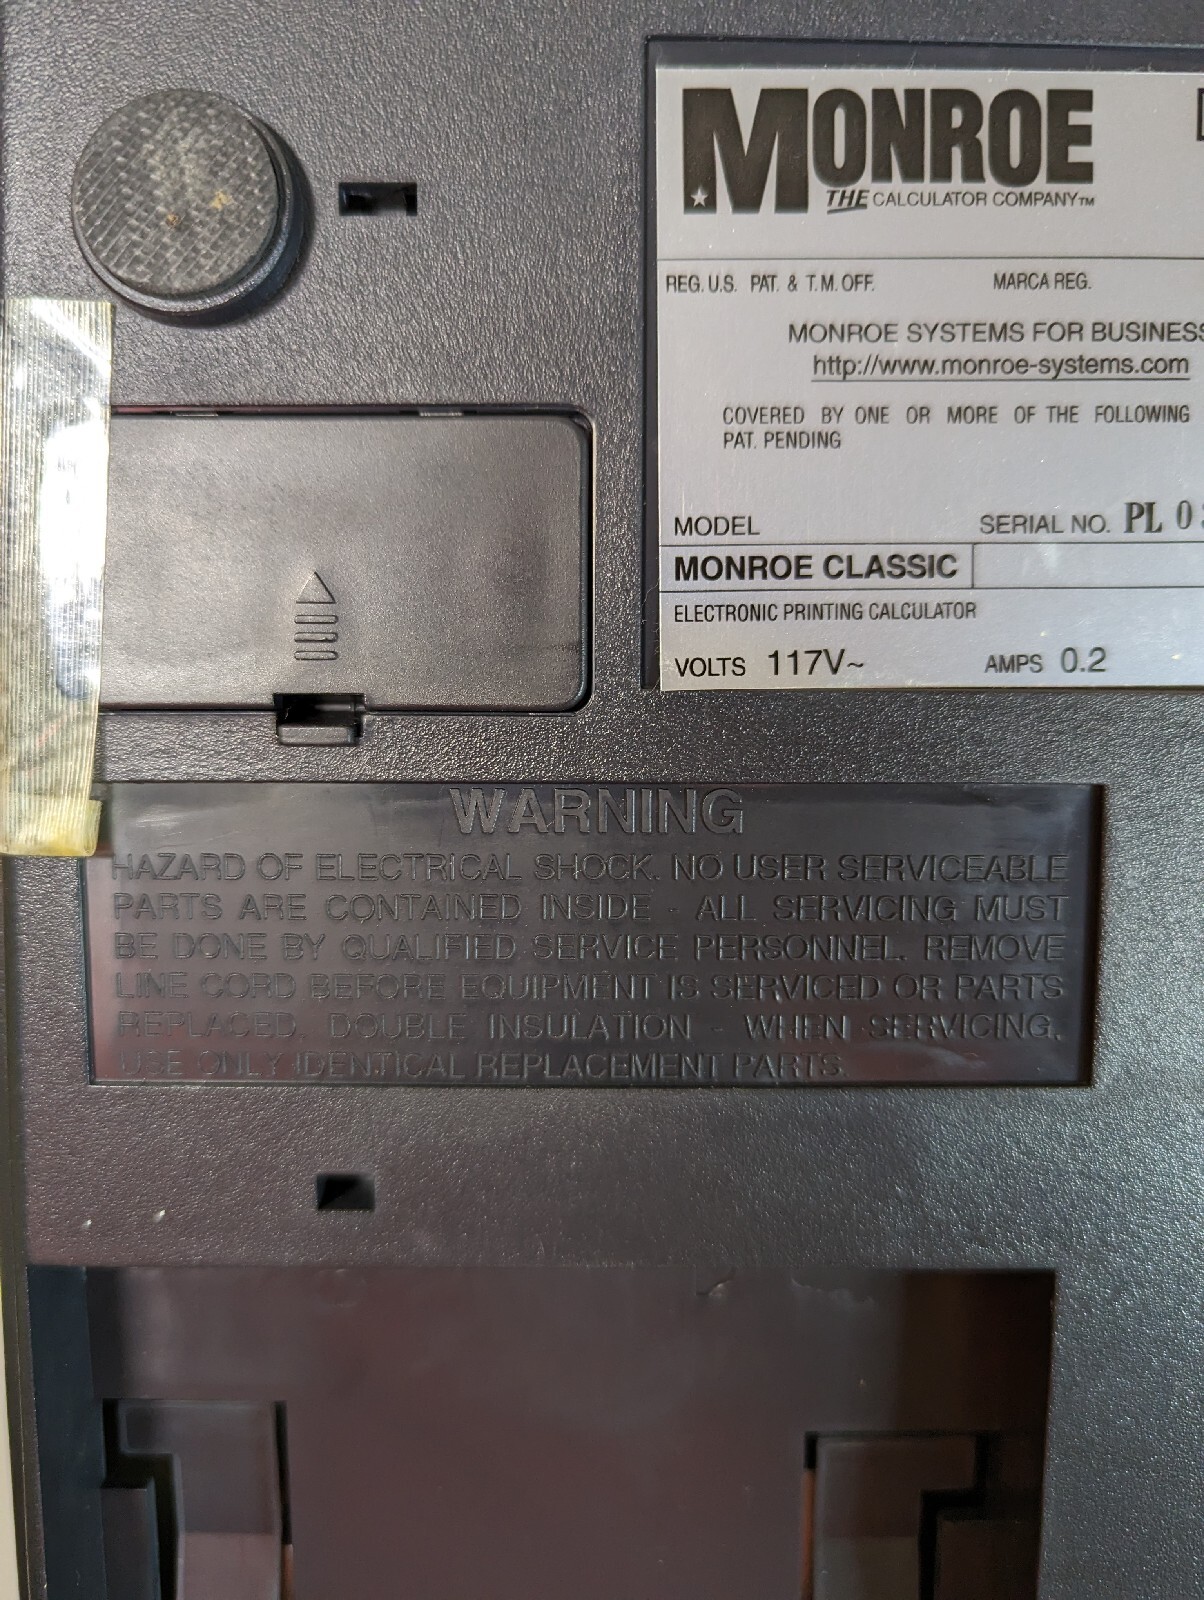 MONROE
THE CALCULATOR COMPANY™
REG. U.S. PAT. & T.M. OFF. MARCA REG.
MONROE SYSTEMS FOR BUSINESS
http://www.monroe-systems.com
COVERED BY ONE OR MORE OF THE FOLLOWING
PAT. PENDING
MODEL SERIAL NO. PL 0
MONROE CLASSIC
ELECTRONIC PRINTING CALCULATOR
VOLTS 117V~ AMPS 0.2
WARNING
HAZARD OF ELECTRICAL SHOCK. NO USER SERVICEABLE
PARTS ARE CONTAINED INSIDE - ALL SERVICING MUST
BE DONE BY QUALIFIED SERVICE PERSONNEL. REMOVE
LINE CORD BEFORE EQUIPMENT IS SERVICED OR PARTS
REPLACED. DOUBLE INSULATION - WHEN SERVICING,
USE ONLY IDENTICAL REPLACEMENT PARTS.